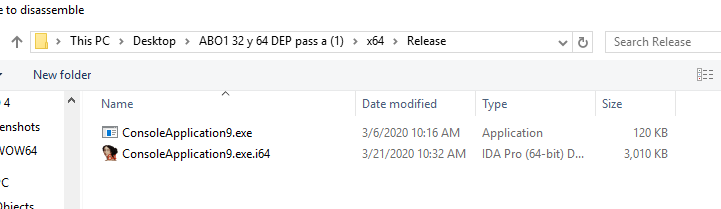 e to disassemble
This PC > Desktop > ABO1 32 y 64 DEP pass a (1) > x64 > Release
Search Release
New folder
Name Date modified Type Size
4
enshots
ConsoleApplication9.exe 3/6/2020 10:16 AM Application 120 KB
WOW64
ConsoleApplication9.exe.i64 3/21/2020 10:32 AM IDA Pro (64-bit) D... 3,010 KB
PC
Objects